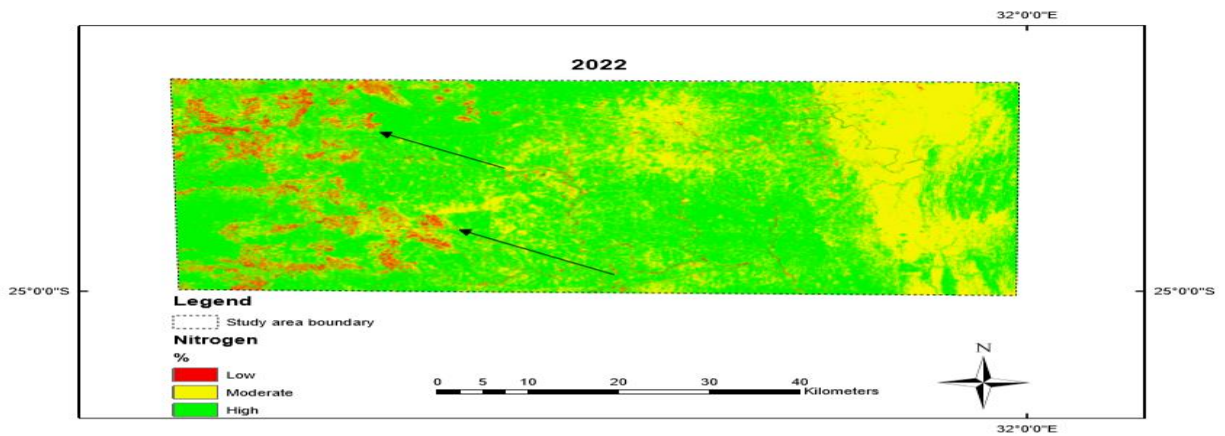 32°0'0"E
2022
25°0'0"S
25°0'0"S
Legend
Study area boundary
Nitrogen
%
Low
Moderate
High
0 5 10 20 30 40
Kilometers
N
32°0'0"E